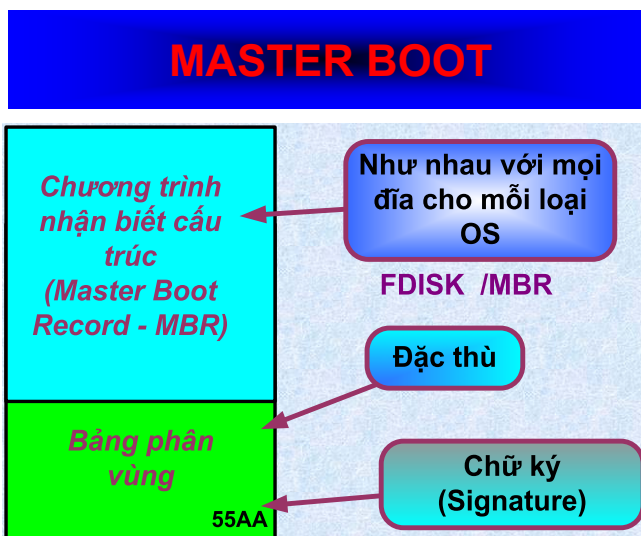 MASTER BOOT
Chương trình
nhận biết cấu
trúc
(Master Boot
Record - MBR)
Như nhau với mọi
đĩa cho mỗi loại
OS
FDISK /MBR
Đặc thù
Bảng phân
vùng
55AA
Chữ ký
(Signature)